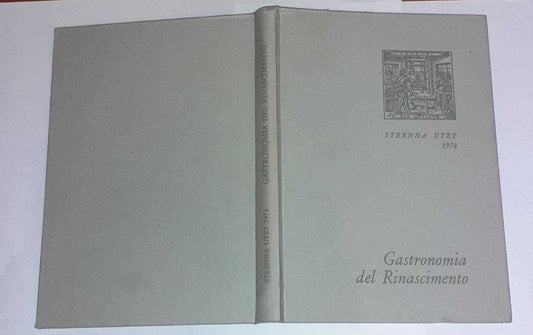 STRENNA UTET 1974 GASTRONOMIA DEL RINASCIMENTO
STRENNA UTET
1974
Gastronomia
del Rinascimento